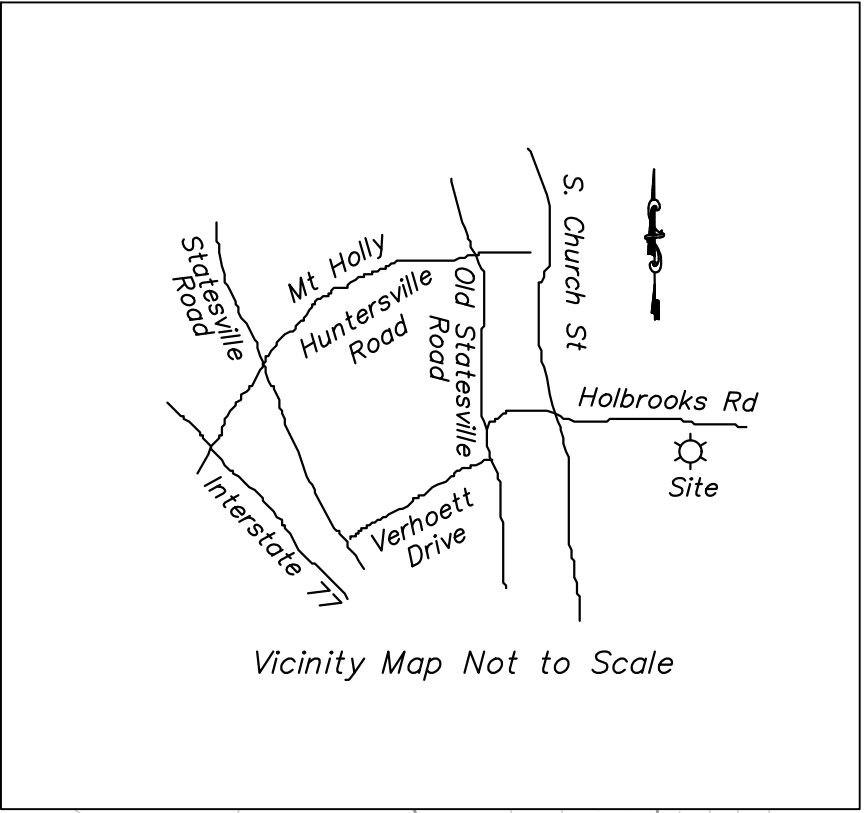 S. Church St
Statesville
Road
Mt Holly
Huntersville
Road
Old Statesville
Road
Holbrooks Rd
Site
Interstate 77
Verhoett
Drive
Vicinity Map Not to Scale